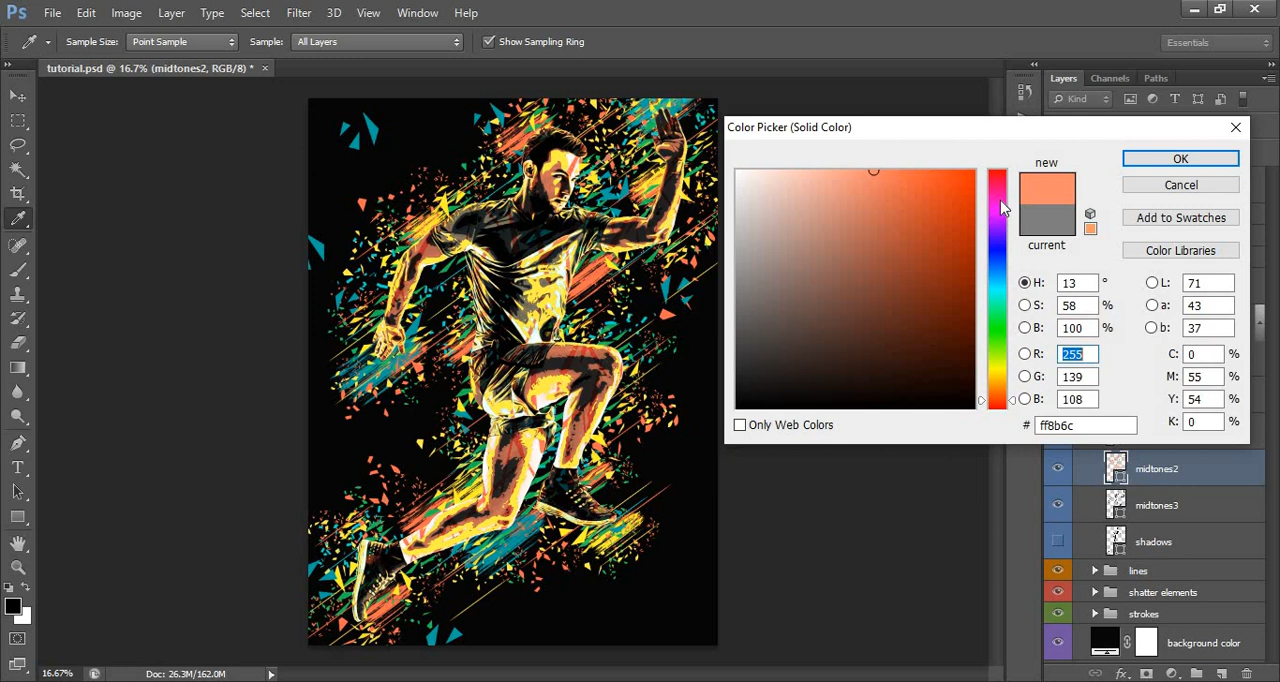 Ps File Edit Image Layer Type Select Filter 3D View Window Help
Sample Size: Point Sample Sample: All Layers Show Sampling Ring Essentials
tutorial.psd @ 16.7% (midtones2, RGB/8) * ×
Layers Channels Paths
Kind
Color Picker (Solid Color)
new
OK
Cancel
Add to Swatches
current
Color Libraries
H: 13 ° L: 71
S: 58 % a: 43
B: 100 % b: 37
R: 255 C: 0 %
G: 139 M: 55 %
B: 108 Y: 54 %
Only Web Colors # ff8b6c K: 0 %
midtones2
midtones3
shadows
lines
shatter elements
strokes
background color
16.67% Doc: 26.3M/162.0M